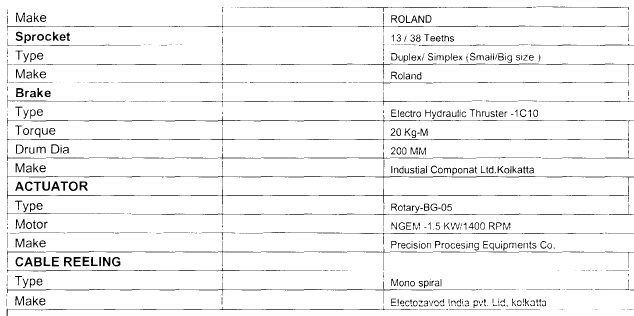 Make ROLAND
Sprocket 13 / 38 Teeths
Type Duplex/ Simplex (Small/Big size )
Make Roland
Brake
Type Electro Hydraulic Thruster -1C10
Torque 20 Kg-M
Drum Dia 200 MM
Make Industial Componat Ltd.Kolkatta
ACTUATOR
Type Rotary-BG-05
Motor NGEM -1.5 KW/1400 RPM
Make Precision Procesing Equipments Co.
CABLE REELING
Type Mono spiral
Make Electozavod India pvt. Lid, kolkatta